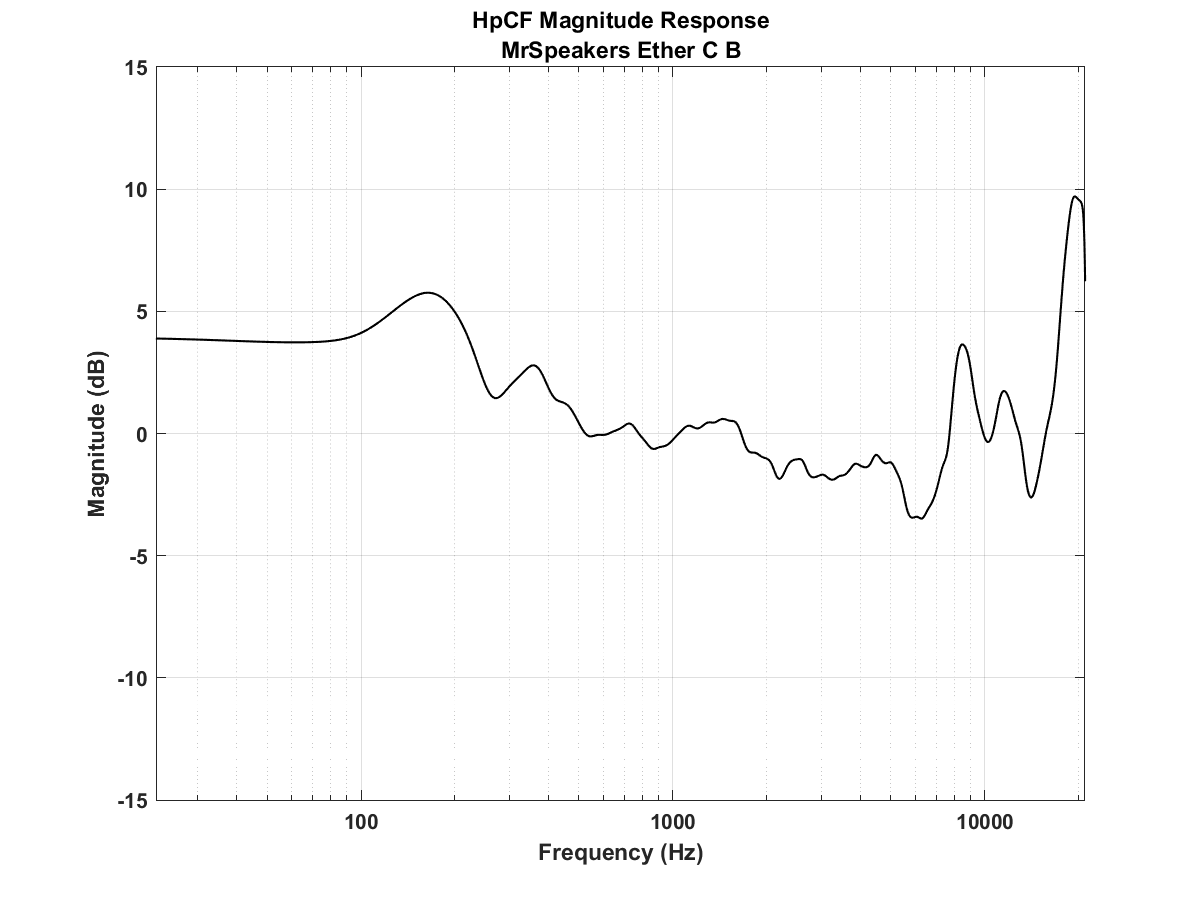 HpCF Magnitude Response
MrSpeakers Ether C B
15
10
5
0
-5
-10
-15
Magnitude (dB)
100
1000
10000
Frequency (Hz)